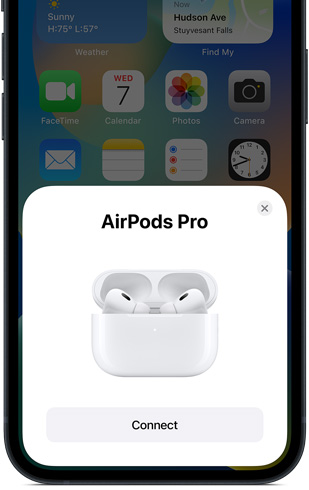 Sunny
H:75° L:57°
Now
Hudson Ave
Stuyvesant Falls
Weather
Find My
WED
7
FaceTime
Calendar
Photos
Camera
AirPods Pro
Connect